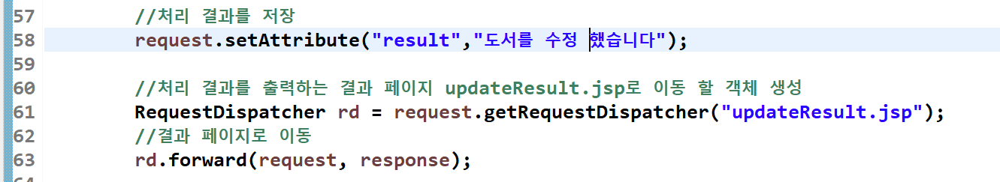 57 //처리 결과를 저장
58 request.setAttribute("result","도서를 수정 했습니다");
59
60 //처리 결과를 출력하는 결과 페이지 updateResult.jsp로 이동 할 객체 생성
61 RequestDispatcher rd = request.getRequestDispatcher("updateResult.jsp");
62 //결과 페이지로 이동
63 rd.forward(request, response);